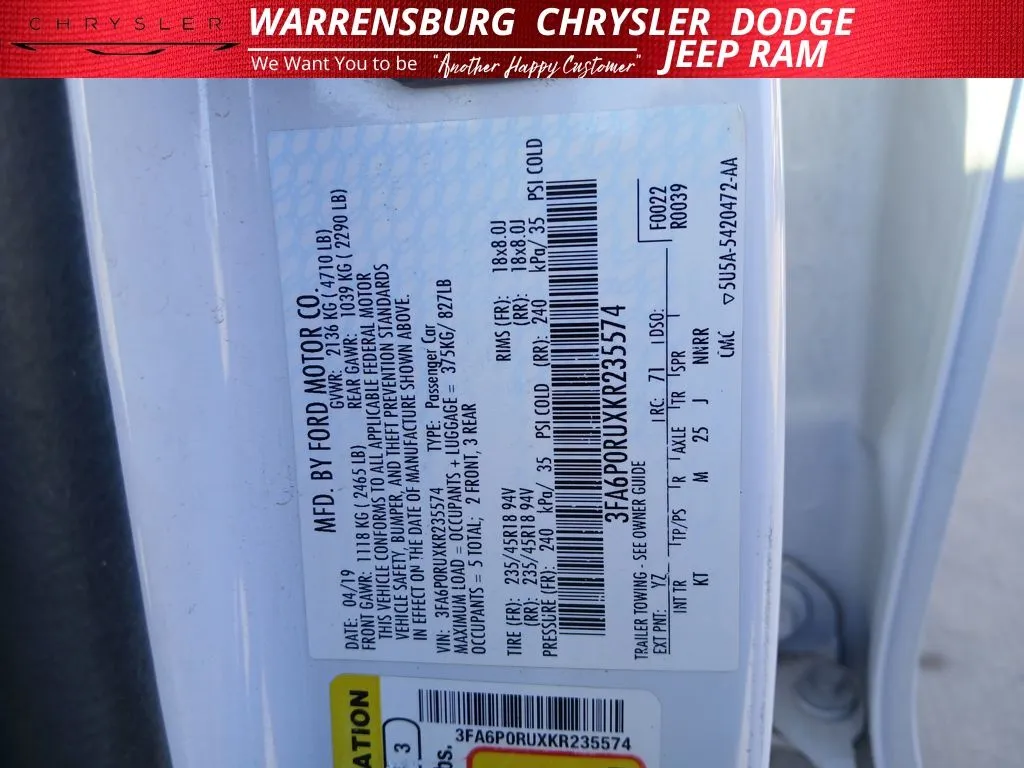 CHRYSLER
WARRENSBURG CHRYSLER DODGE
JEEP RAM
We Want You to be "Another Happy Customer"
MFD. BY FORD MOTOR CO.
DATE: 04/19 GVWR: 2136 KG ( 4710 LB)
FRONT GAWR: 1118 KG ( 2465 LB) REAR GAWR: 1039 KG ( 2290 LB)
THIS VEHICLE CONFORMS TO ALL APPLICABLE FEDERAL MOTOR
VEHICLE SAFETY, BUMPER, AND THEFT PREVENTION STANDARDS
IN EFFECT ON THE DATE OF MANUFACTURE SHOWN ABOVE.
VIN: 3FA6P0RUXKR235574 TYPE: Passenger Car
MAXIMUM LOAD = OCCUPANTS + LUGGAGE = 375KG/ 827LB
OCCUPANTS = 5 TOTAL; 2 FRONT, 3 REAR
TIRE (FR): 235/45R18 94V RIMS (FR): 18x8.0J
(RR): 235/45R18 94V (RR): 18x8.0J
PRESSURE (FR): 240 kPa/ 35 PSI COLD (RR): 240 kPa/ 35 PSI COLD
3FA6P0RUXKR235574
TRAILER TOWING - SEE OWNER GUIDE F0022
EXT PNT: YZ RC: 71 DSO: R0039
INT TR TP/PS R AXLE TR SPR
KT M 25 J NNRR
CMC ▽5U5A-5420472-AA
ATION
3
bs.
3FA6P0RUXKR235574